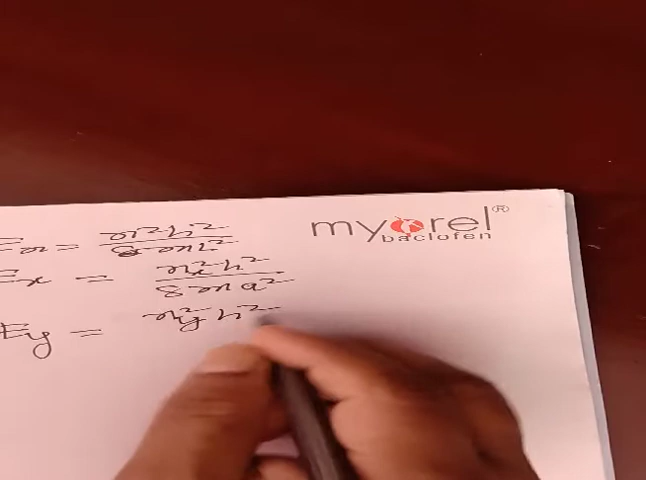 myorel®
baclofen
Eₙ = n²h² / 8mL²
Eₓ = nₓ²h² / 8ma²
Ey = ny²h²